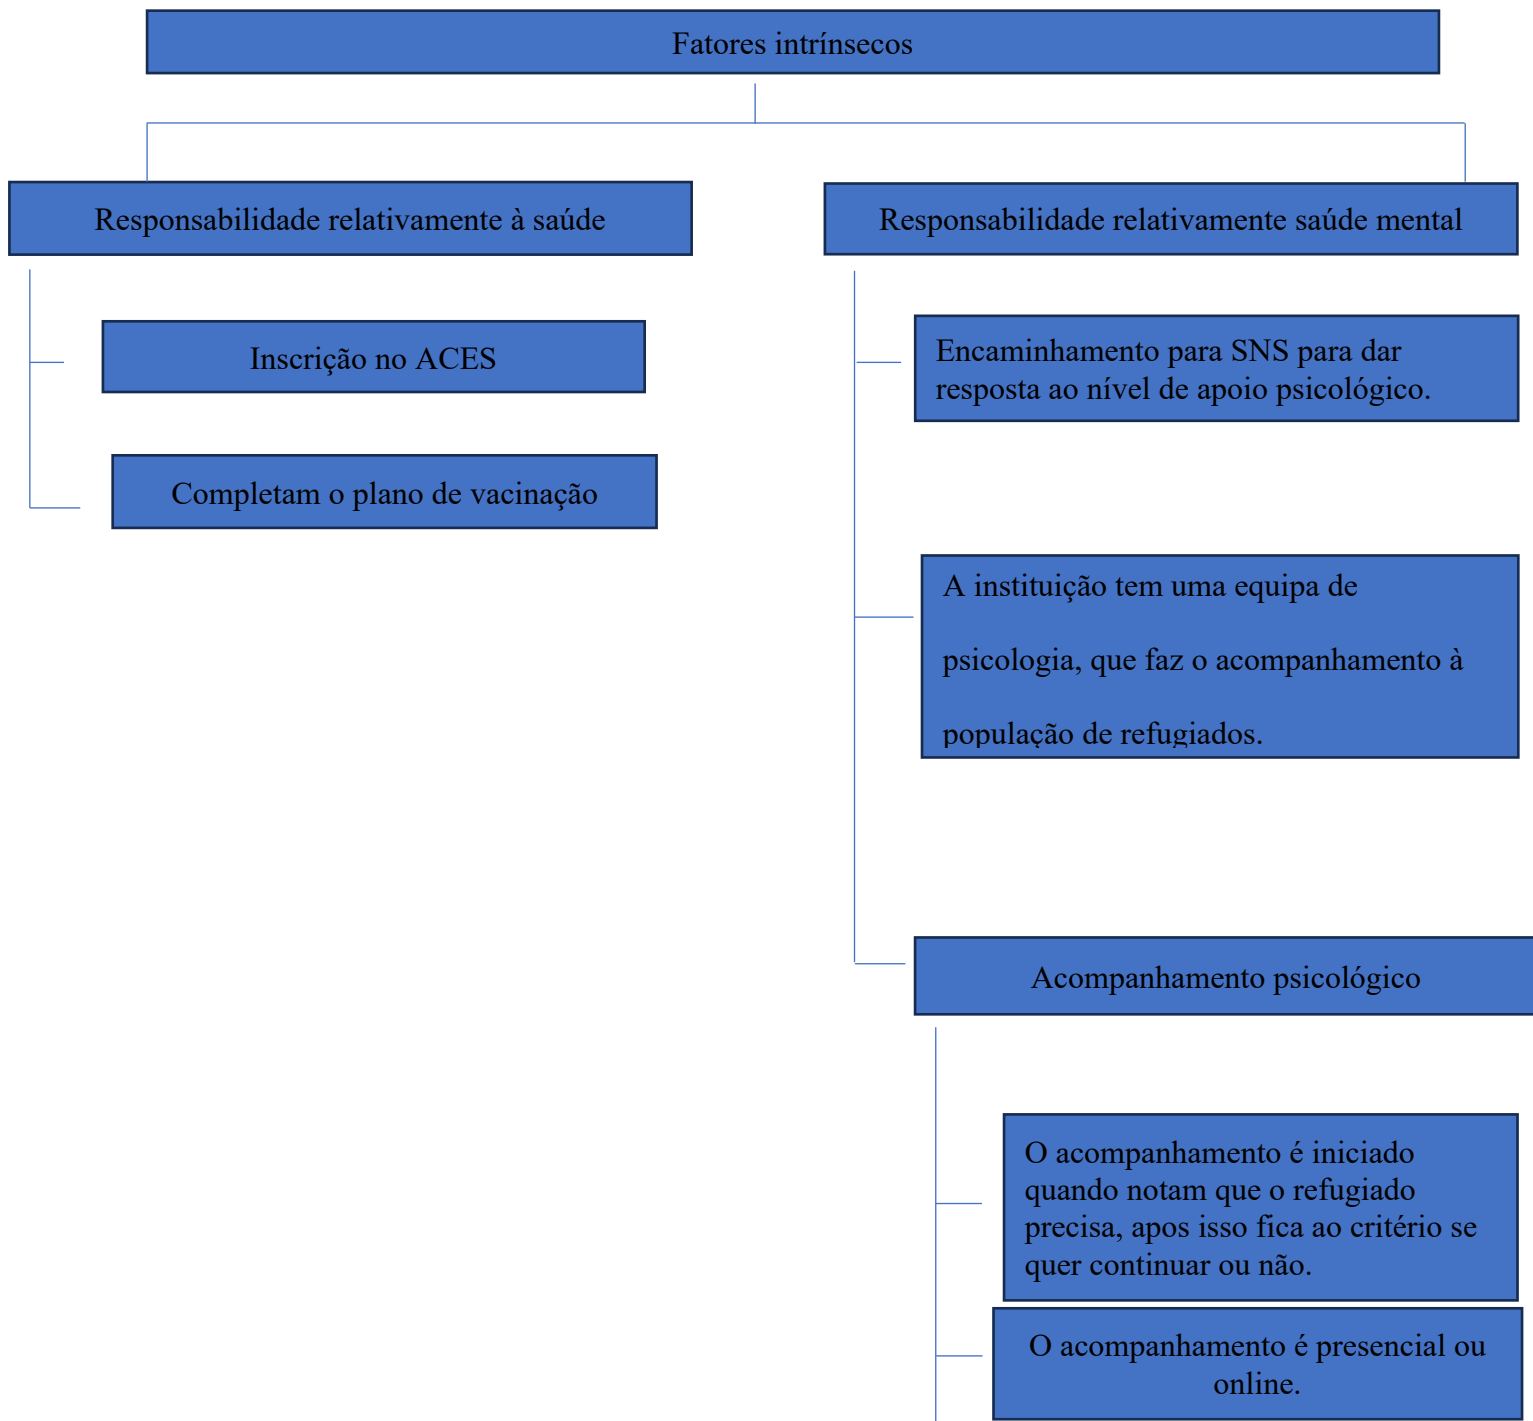 Fatores intrínsecos
Responsabilidade relativamente à saúde
Inscrição no ACES
Completam o plano de vacinação
Responsabilidade relativamente saúde mental
Encaminhamento para SNS para dar
resposta ao nível de apoio psicológico.
A instituição tem uma equipa de
psicologia, que faz o acompanhamento à
população de refugiados.
Acompanhamento psicológico
O acompanhamento é iniciado
quando notam que o refugiado
precisa, apos isso fica ao critério se
quer continuar ou não.
O acompanhamento é presencial ou
online.